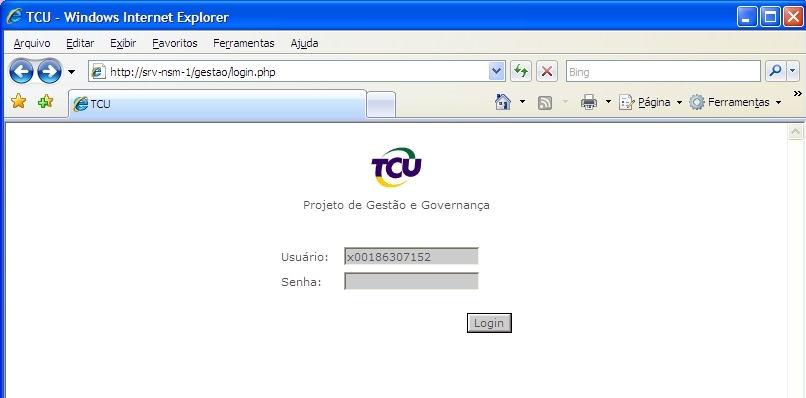 TCU - Windows Internet Explorer
Arquivo Editar Exibir Favoritos Ferramentas Ajuda
http://srv-nsm-1/gestao/login.php Bing
TCU Página Ferramentas »
TCU
Projeto de Gestão e Governança
Usuário: x00186307152
Senha:
Login